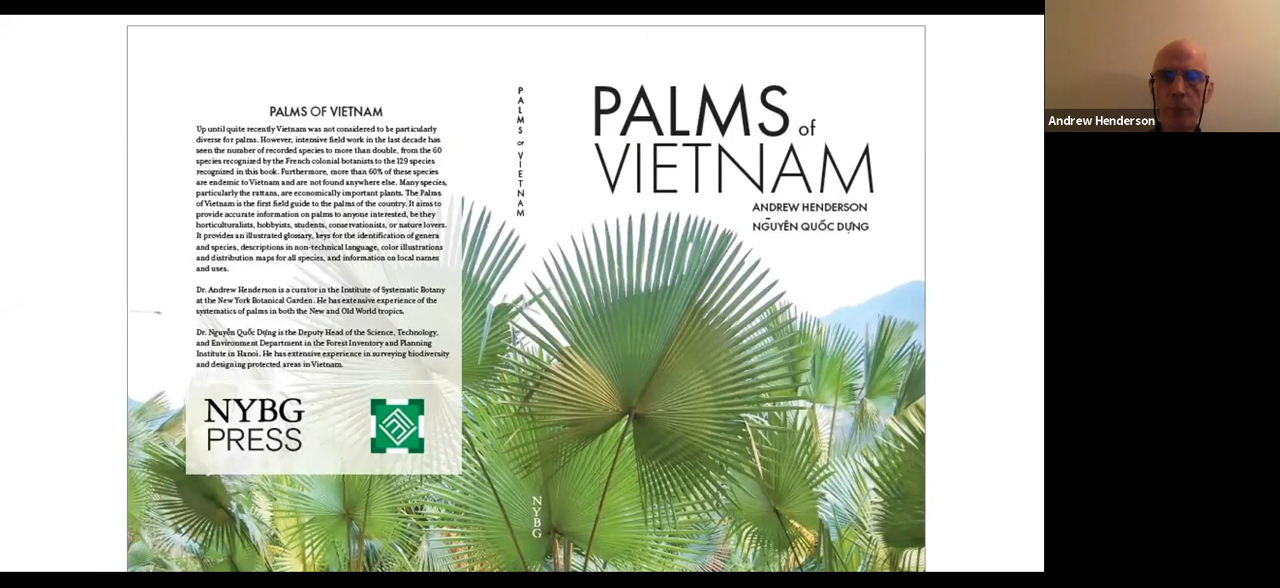 PALMS OF VIETNAM
Up until quite recently Vietnam was not considered to be particularly
diverse for palms. However, intensive field work in the last decade has
seen the number of recorded species to more than double, from the 60
species recognized by the French colonial botanists to the 129 species
recognized in this book. Furthermore, more than 60% of these species
are endemic to Vietnam and are not found anywhere else. Many species,
particularly the rattans, are economically important plants. The Palms
of Vietnam is the first field guide to the palms of the country. It aims to
provide accurate information on palms to anyone interested, be they
horticulturalists, hobbyists, students, conservationists, or nature lovers.
It provides an illustrated glossary, keys for the identification of genera
and species, descriptions in non-technical language, color illustrations
and distribution maps for all species, and information on local names
and uses.
Dr. Andrew Henderson is a curator in the Institute of Systematic Botany
at the New York Botanical Garden. He has extensive experience of the
systematics of palms in both the New and Old World tropics.
Dr. Nguyễn Quốc Dựng is the Deputy Head of the Science, Technology,
and Environment Department in the Forest Inventory and Planning
Institute in Hanoi. He has extensive experience in surveying biodiversity
and designing protected areas in Vietnam.
NYBG
PRESS
PALMS OF VIETNAM
NYBG
PALMS of
VIETNAM
ANDREW HENDERSON
NGUYỄN QUỐC DỰNG
Andrew Henderson